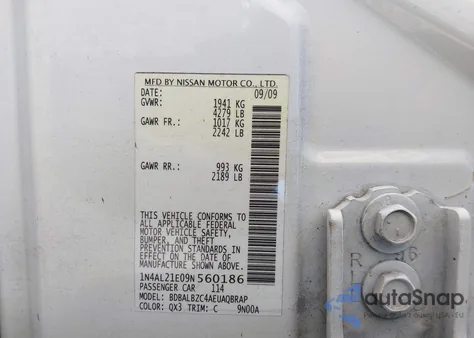 MFD BY NISSAN MOTOR CO., LTD.
DATE: 09/09
GVWR: 1941 KG
4279 LB
GAWR FR.: 1017 KG
2242 LB
GAWR RR.: 993 KG
2189 LB
THIS VEHICLE CONFORMS TO
ALL APPLICABLE FEDERAL
MOTOR VEHICLE SAFETY,
BUMPER, AND THEFT
PREVENTION STANDARDS IN
EFFECT ON THE DATE OF
MANUFACTURE SHOWN ABOVE.
1N4AL21E09N560186
PASSENGER CAR 114
MODEL: BDBALBZC4AEUAQBRAP
COLOR: QX3 TRIM: C 9N00A
R 16
AutoSnap